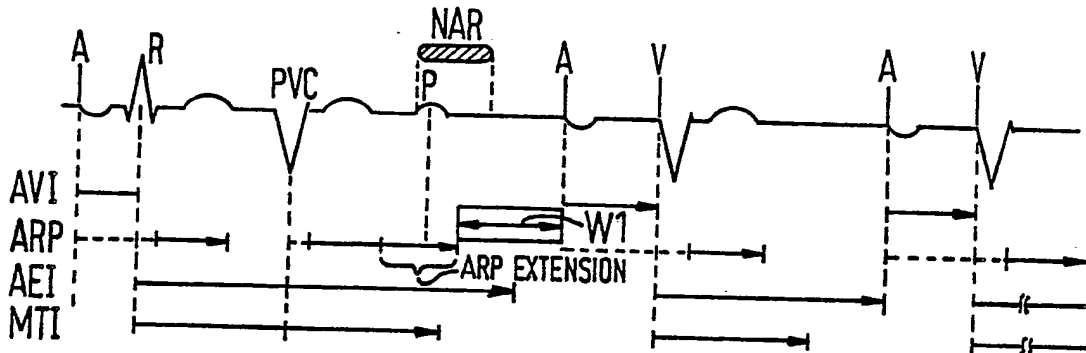 NAR
A R PVC P A V A V
AVI
ARP W1
ARP EXTENSION
AEI
MTI